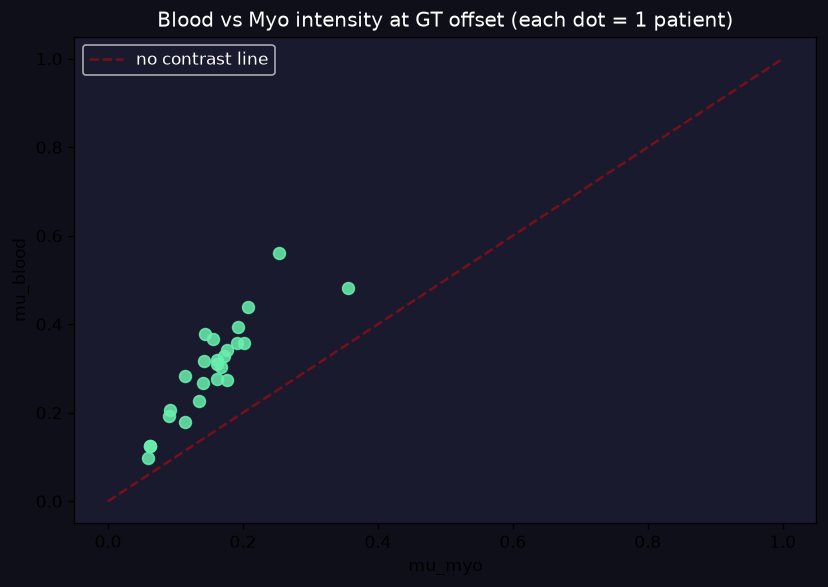 Blood vs Myo intensity at GT offset (each dot = 1 patient)
no contrast line
1.0
0.8
0.6
0.4
0.2
0.0
mu_blood
0.0 0.2 0.4 0.6 0.8 1.0
mu_myo